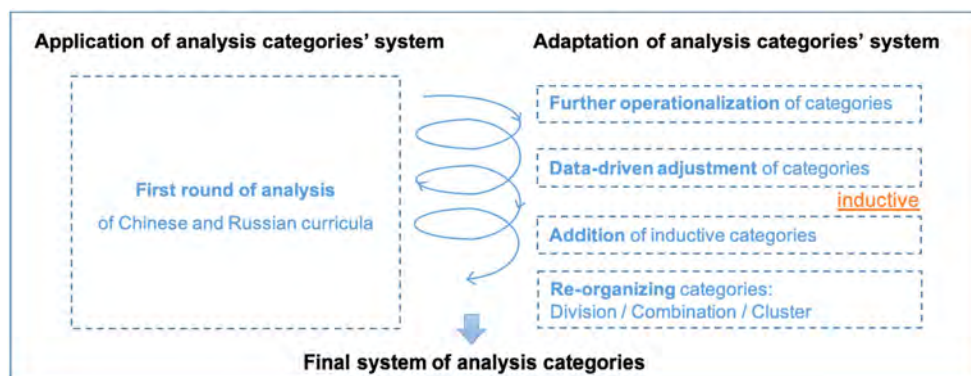 Application of analysis categories' system
Adaptation of analysis categories' system
First round of analysis
of Chinese and Russian curricula
Further operationalization of categories
Data-driven adjustment of categories
inductive
Addition of inductive categories
Re-organizing categories:
Division / Combination / Cluster
Final system of analysis categories